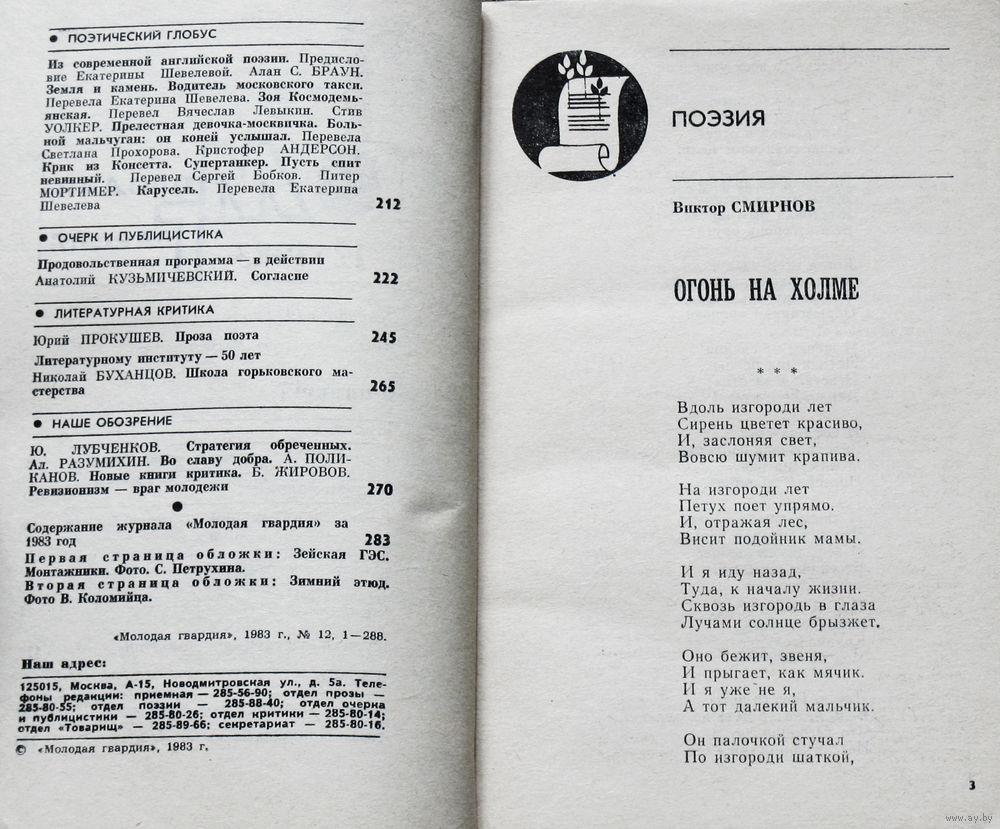 ● ПОЭТИЧЕСКИЙ ГЛОБУС
Из современной английской поэзии. Предисло-
вие Екатерины Шевелевой. Алан С. БРАУН.
Земля и камень. Водитель московского такси.
Перевела Екатерина Шевелева. Зоя Космодемь-
янская. Перевел Вячеслав Левыкин. Стив
УОЛКЕР. Прелестная девочка-москвичка. Боль-
ной мальчуган: он коней услышал. Перевела
Светлана Прохорова. Кристофер АНДЕРСОН.
Крик из Консетта. Супертанкер. Пусть спит
невинный. Перевел Сергей Бобков. Питер
МОРТИМЕР. Карусель. Перевела Екатерина
Шевелева 212
● ОЧЕРК И ПУБЛИЦИСТИКА
Продовольственная программа — в действии
Анатолий КУЗЬМИЧЕВСКИЙ. Согласие 222
● ЛИТЕРАТУРНАЯ КРИТИКА
Юрий ПРОКУШЕВ. Проза поэта 245
Литературному институту — 50 лет
Николай БУХАНЦОВ. Школа горьковского ма-
стерства 265
● НАШЕ ОБОЗРЕНИЕ
Ю. ЛУБЧЕНКОВ. Стратегия обреченных.
Ал. РАЗУМИХИН. Во славу добра. А. ПОЛИ-
КАНОВ. Новые книги критика. Б. ЖИРОВОВ.
Ревизионизм — враг молодежи 270
●
Содержание журнала «Молодая гвардия» за
1983 год 283
Первая страница обложки: Зейская ГЭС.
Монтажники. Фото. С. Петрухина.
Вторая страница обложки: Зимний этюд.
Фото В. Коломийца.
«Молодая гвардия», 1983 г., № 12, 1—288.
Наш адрес:
125015, Москва, А-15, Новодмитровская ул., д. 5а. Теле-
фоны редакции: приемная — 285-56-90; отдел прозы —
285-80-55; отдел поэзии — 285-88-40; отдел очерка
и публицистики — 285-80-26; отдел критики — 285-80-14;
отдел «Товарищ» — 285-89-66; секретариат — 285-80-16.
© «Молодая гвардия», 1983 г.
ПОЭЗИЯ
Виктор СМИРНОВ
ОГОНЬ НА ХОЛМЕ
* * *
Вдоль изгороди лет
Сирень цветет красиво,
И, заслоняя свет,
Вовсю шумит крапива.
На изгороди лет
Петух поет упрямо.
И, отражая лес,
Висит подойник мамы.
И я иду назад,
Туда, к началу жизни.
Сквозь изгородь в глаза
Лучами солнце брызжет.
Оно бежит, звеня,
И прыгает, как мячик.
И я уже не я,
А тот далекий мальчик.
Он палочкой стучал
По изгороди шаткой,
3
www.ay.by